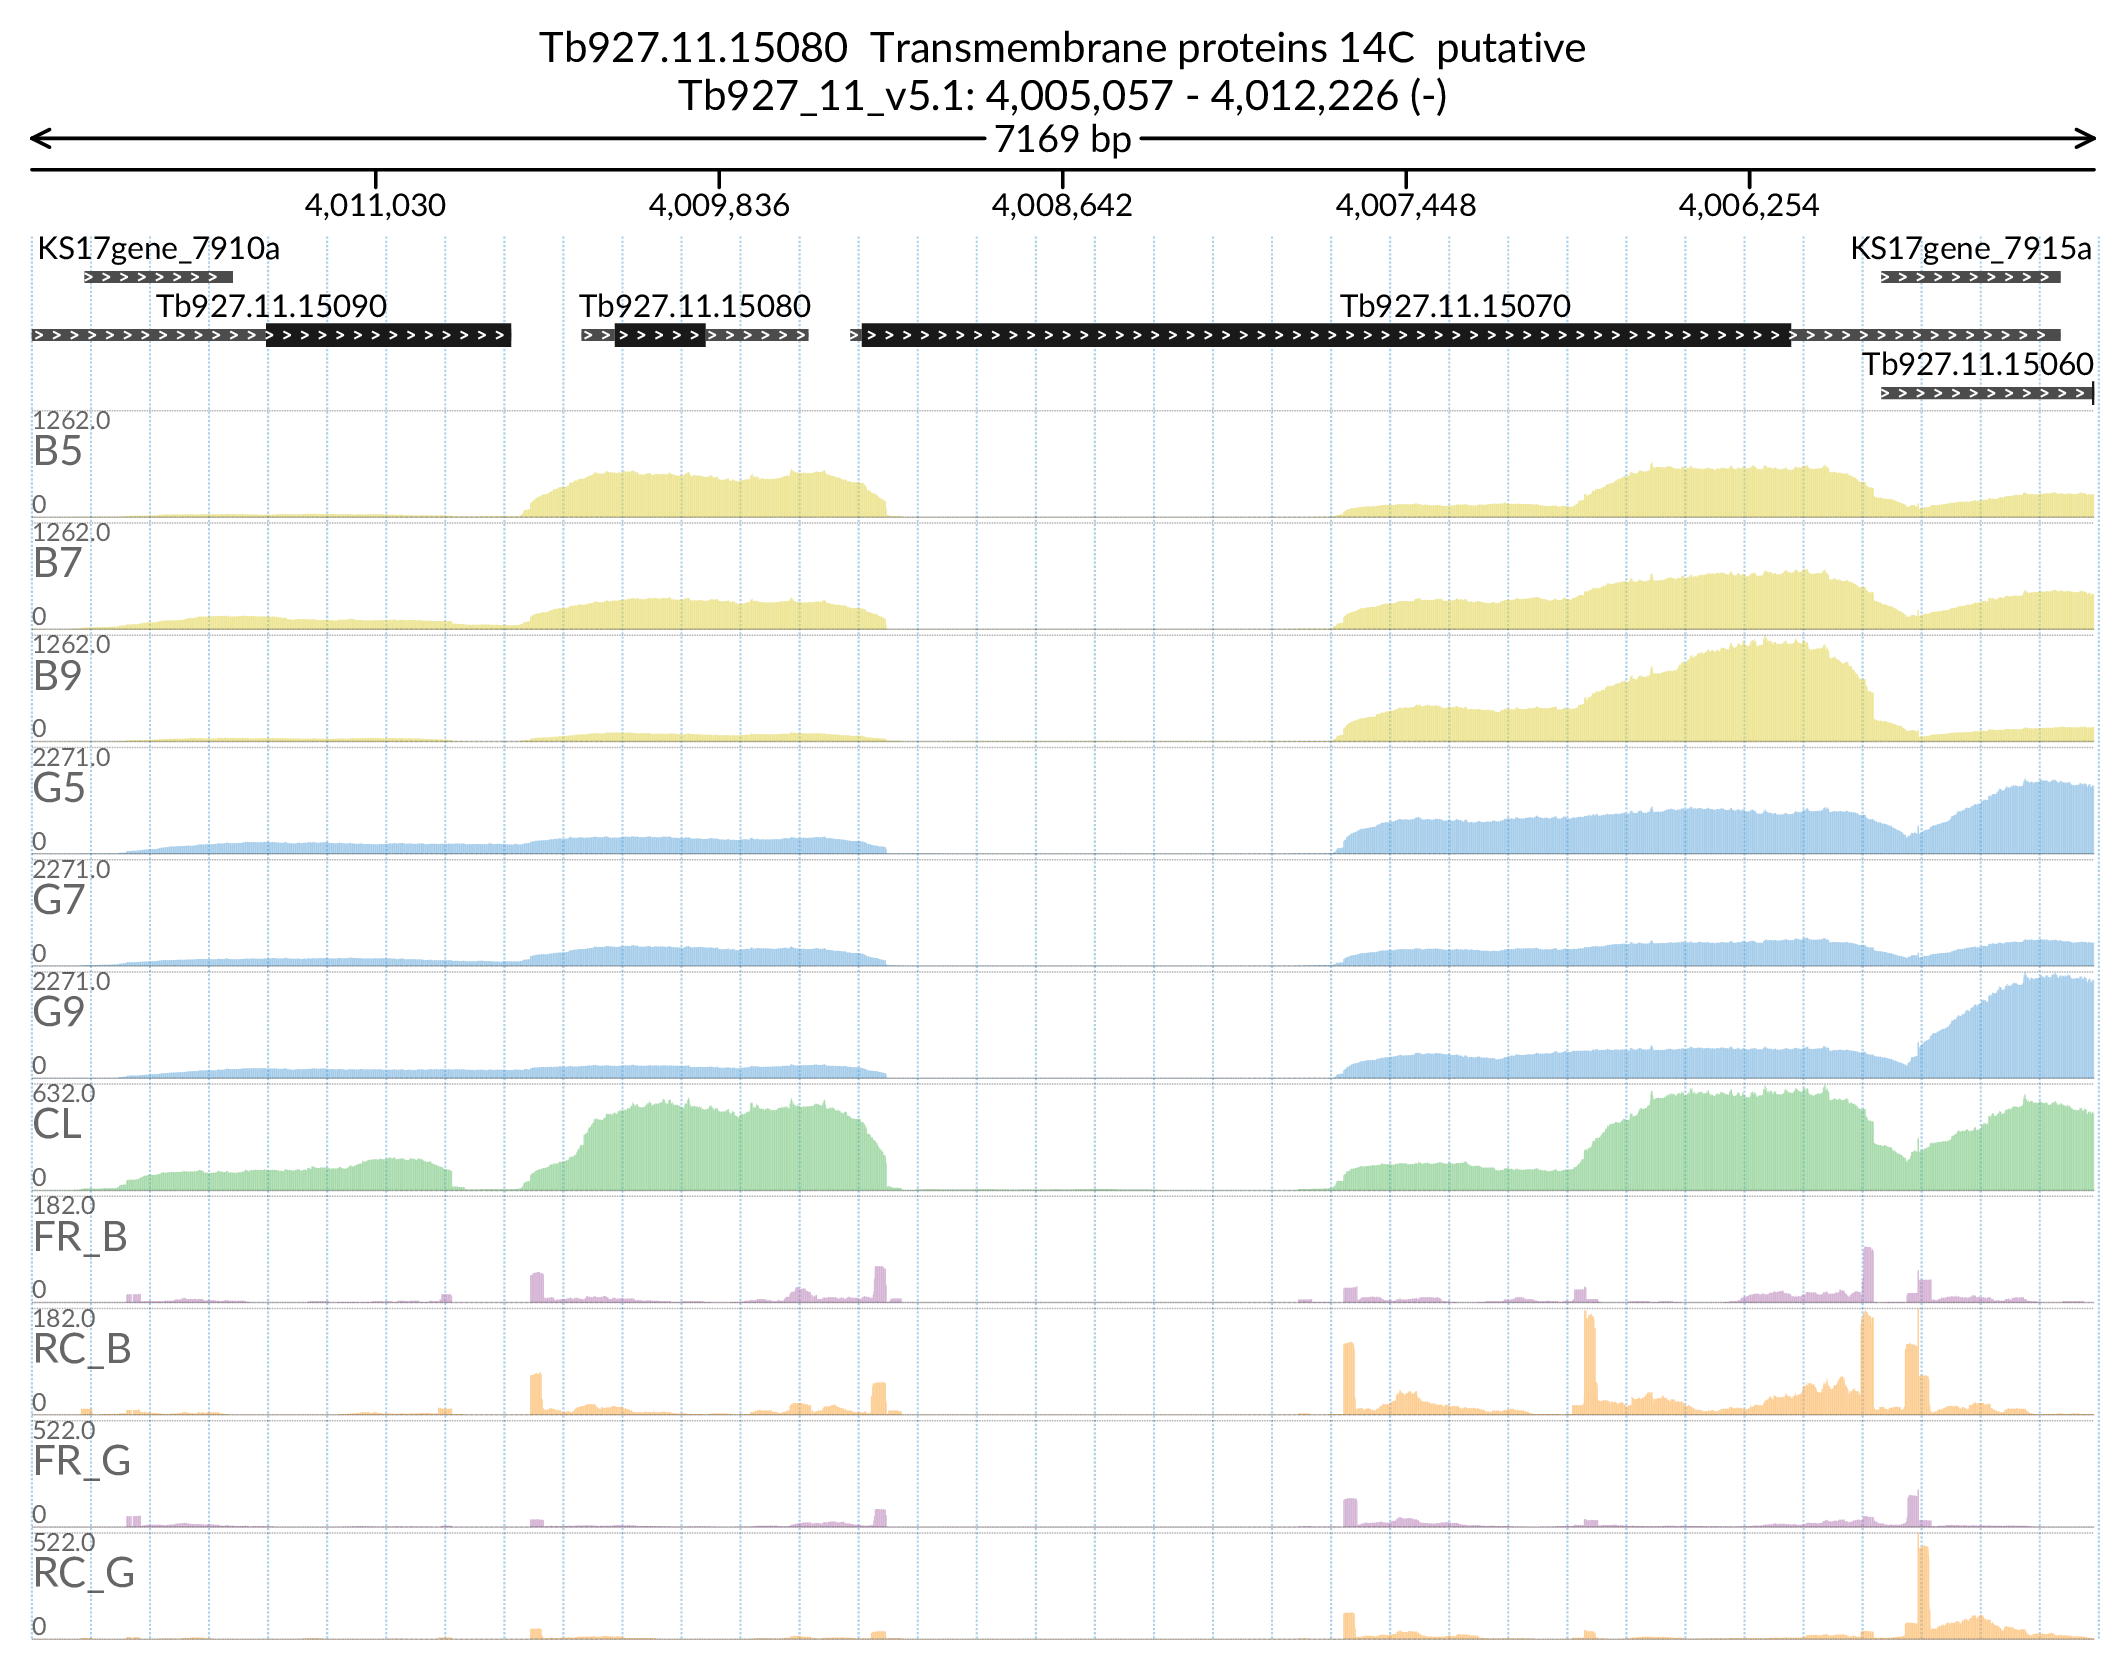 Tb927.11.15080  Transmembrane proteins 14C  putative
Tb927_11_v5.1: 4,005,057 - 4,012,226 (-)
7169 bp
4,011,030 4,009,836 4,008,642 4,007,448 4,006,254
KS17gene_7910a KS17gene_7915a
Tb927.11.15090 Tb927.11.15080 Tb927.11.15070
Tb927.11.15060
1262.0
B5
0
1262.0
B7
0
1262.0
B9
0
2271.0
G5
0
2271.0
G7
0
2271.0
G9
0
632.0
CL
0
182.0
FR_B
0
182.0
RC_B
0
522.0
FR_G
0
522.0
RC_G
0